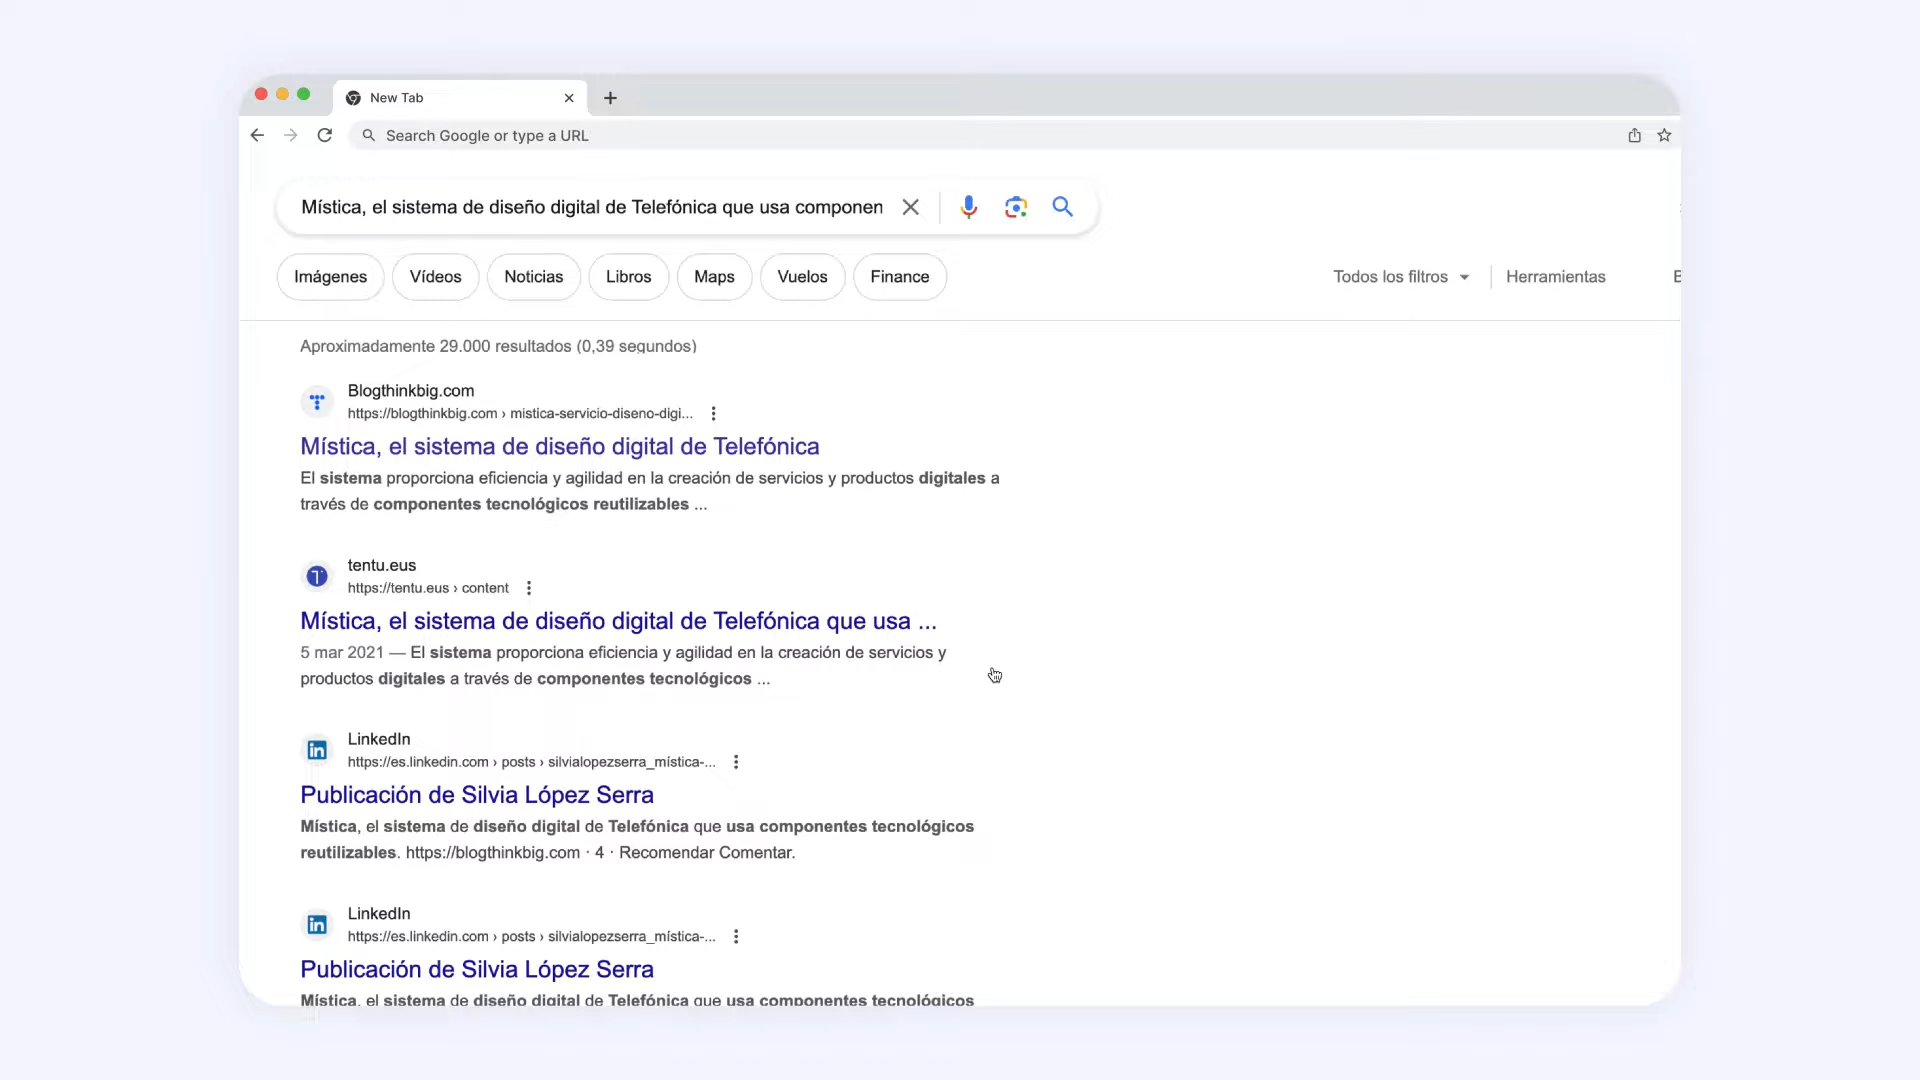 New Tab
Search Google or type a URL
Mística, el sistema de diseño digital de Telefónica que usa componen
Imágenes
Vídeos
Noticias
Libros
Maps
Vuelos
Finance
Todos los filtros
Herramientas
Aproximadamente 29.000 resultados (0,39 segundos)
Blogthinkbig.com
https://blogthinkbig.com › mistica-servicio-diseno-digi...
Mística, el sistema de diseño digital de Telefónica
El sistema proporciona eficiencia y agilidad en la creación de servicios y productos digitales a
través de componentes tecnológicos reutilizables ...
tentu.eus
https://tentu.eus › content
Mística, el sistema de diseño digital de Telefónica que usa ...
5 mar 2021 — El sistema proporciona eficiencia y agilidad en la creación de servicios y
productos digitales a través de componentes tecnológicos ...
LinkedIn
https://es.linkedin.com › posts › silvialopezserra_mística-...
Publicación de Silvia López Serra
Mística, el sistema de diseño digital de Telefónica que usa componentes tecnológicos
reutilizables. https://blogthinkbig.com · 4 · Recomendar Comentar.
LinkedIn
https://es.linkedin.com › posts › silvialopezserra_mística-...
Publicación de Silvia López Serra
Mística, el sistema de diseño digital de Telefónica que usa componentes tecnológicos